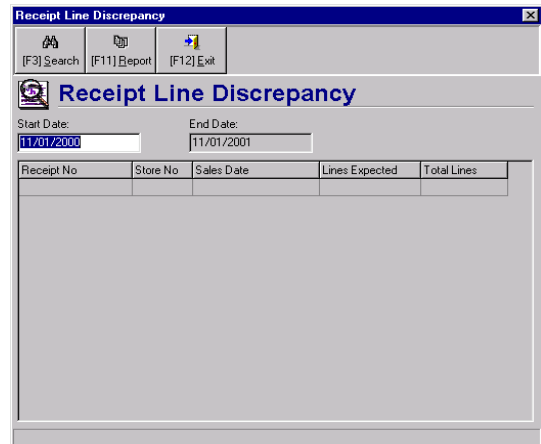 Receipt Line Discrepancy
[F3] Search [F11] Report [F12] Exit
Receipt Line Discrepancy
Start Date: End Date:
11/01/2000 11/01/2001
Receipt No Store No Sales Date Lines Expected Total Lines